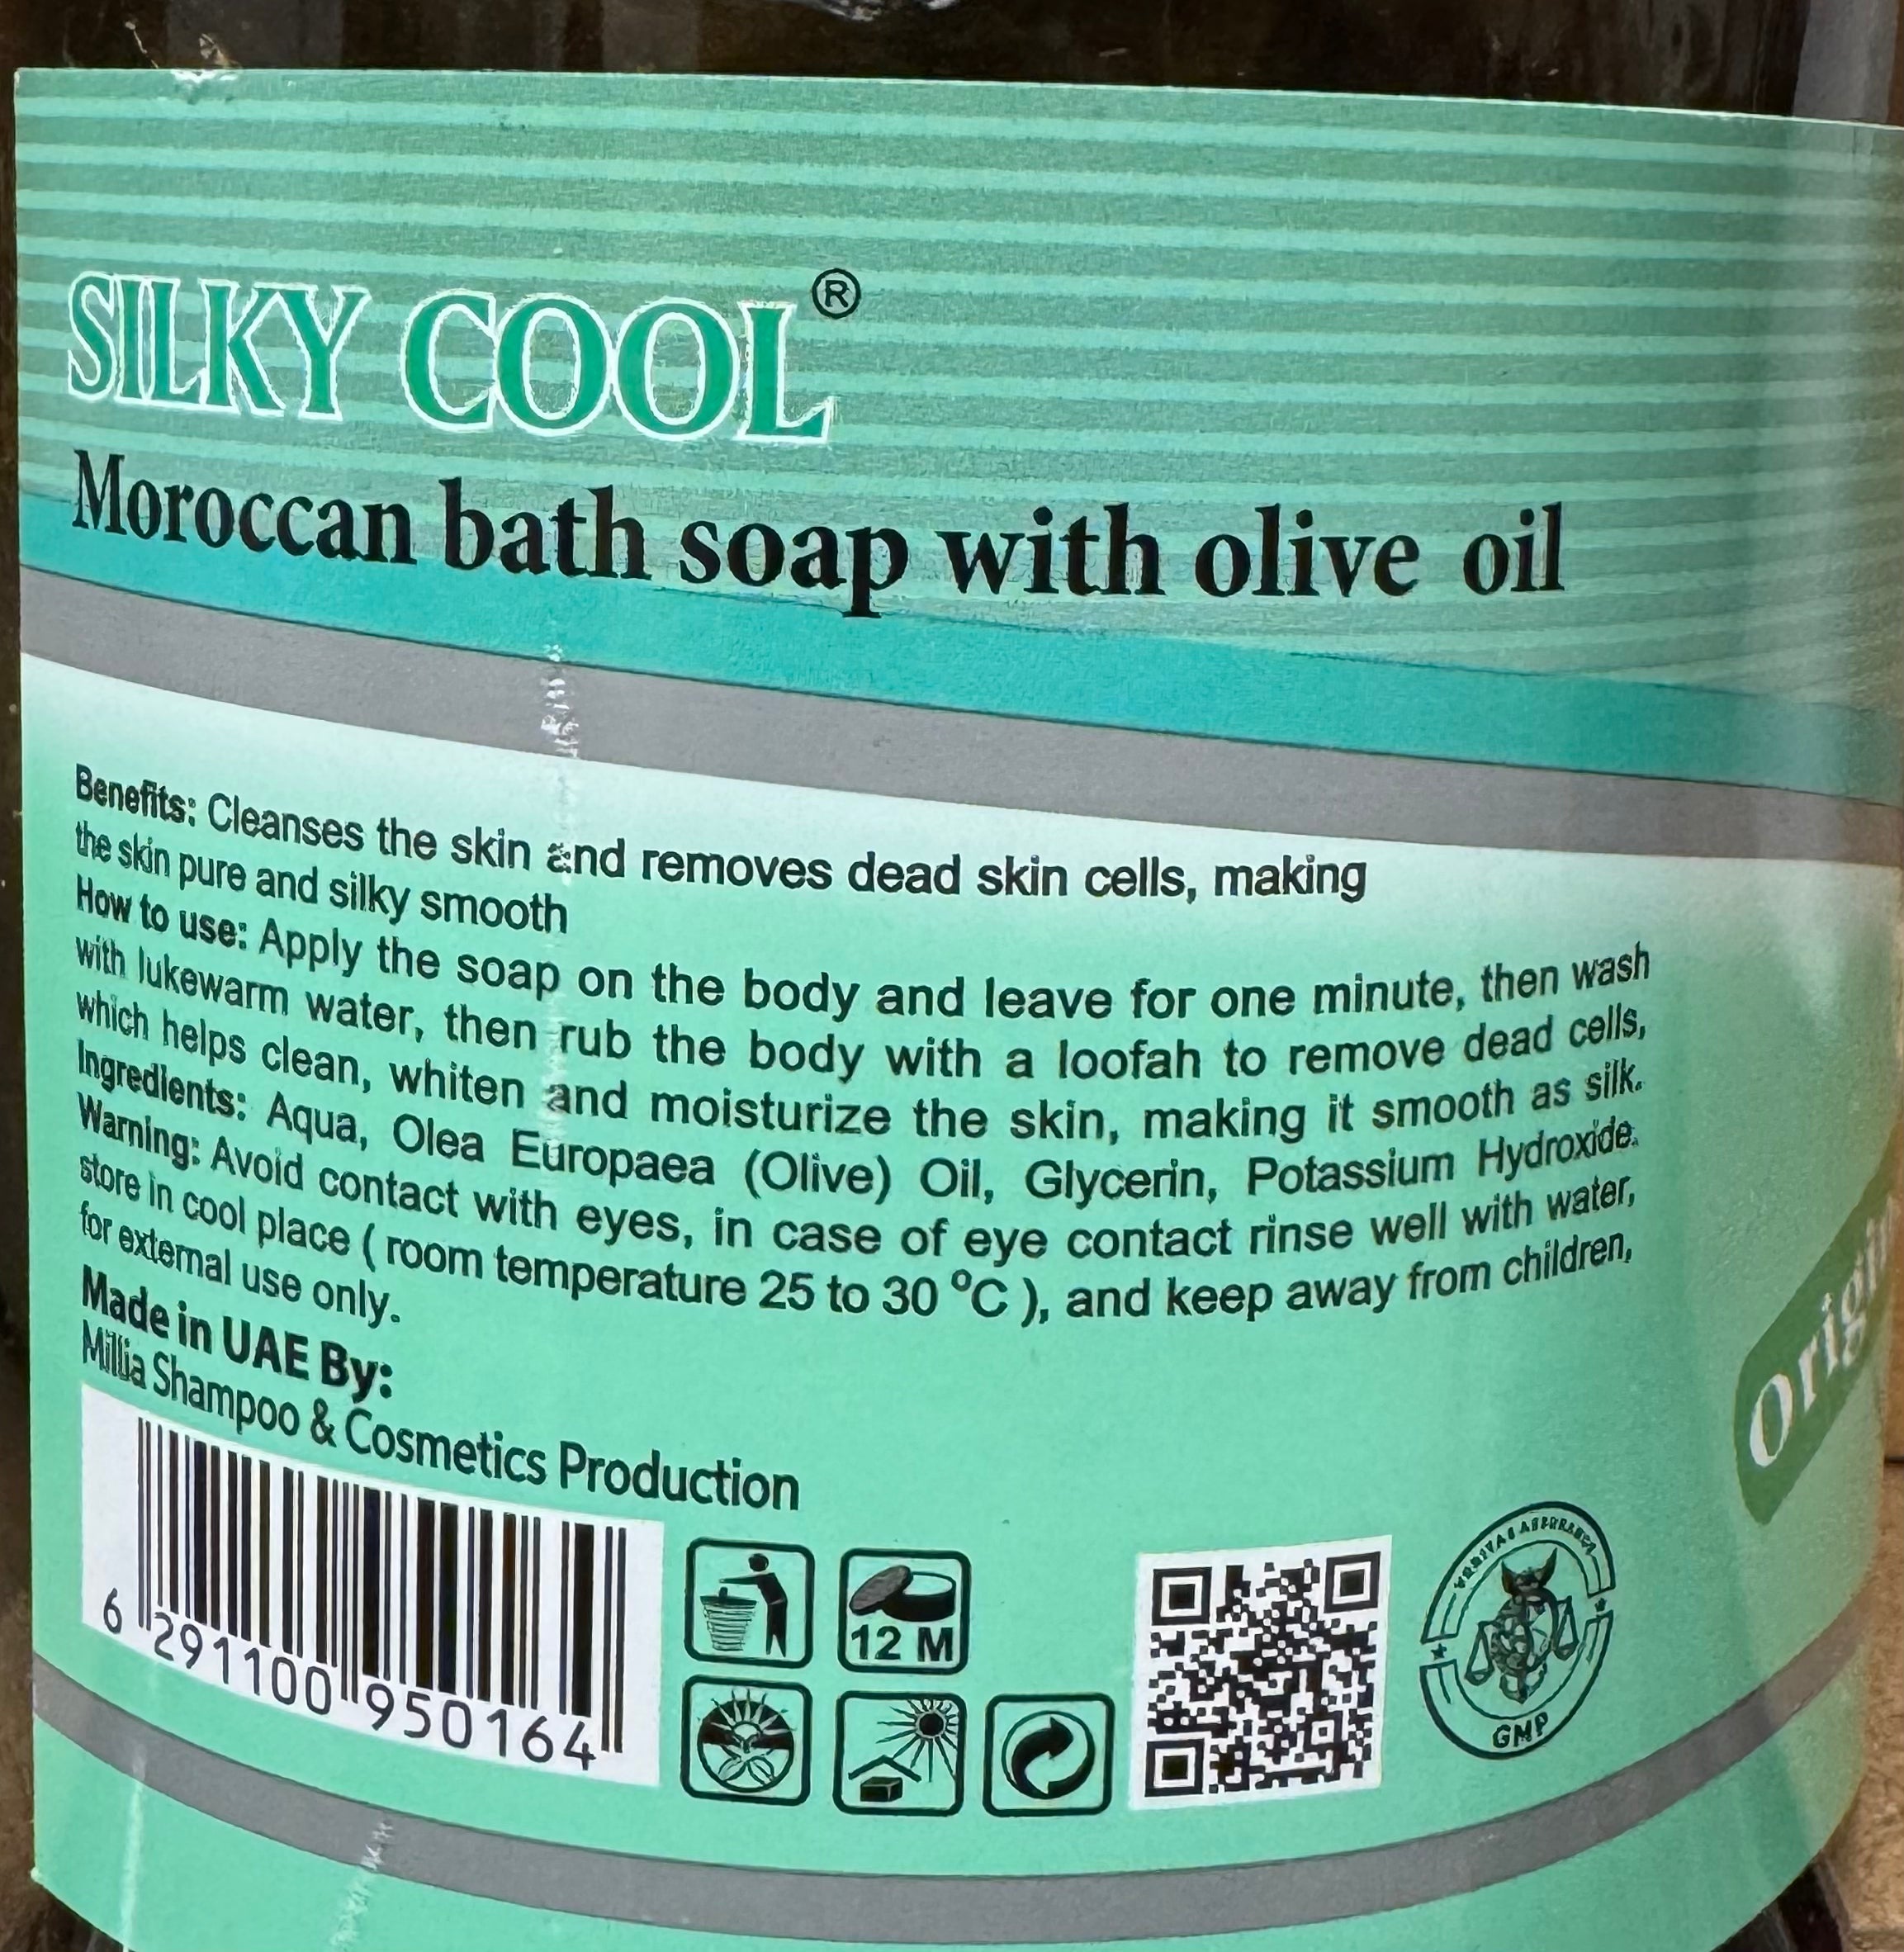 SILKY COOL®
Moroccan bath soap with olive oil
Benefits: Cleanses the skin and removes dead skin cells, making
the skin pure and silky smooth
How to use: Apply the soap on the body and leave for one minute, then wash
with lukewarm water, then rub the body with a loofah to remove dead cells,
which helps clean, whiten and moisturize the skin, making it smooth as silk.
Ingredients: Aqua, Olea Europaea (Olive) Oil, Glycerin, Potassium Hydroxide.
Warning: Avoid contact with eyes, in case of eye contact rinse well with water,
store in cool place ( room temperature 25 to 30 °C ), and keep away from children,
for external use only.
Made in UAE By:
Millia Shampoo & Cosmetics Production
6 291100 950164
12 M
GMP